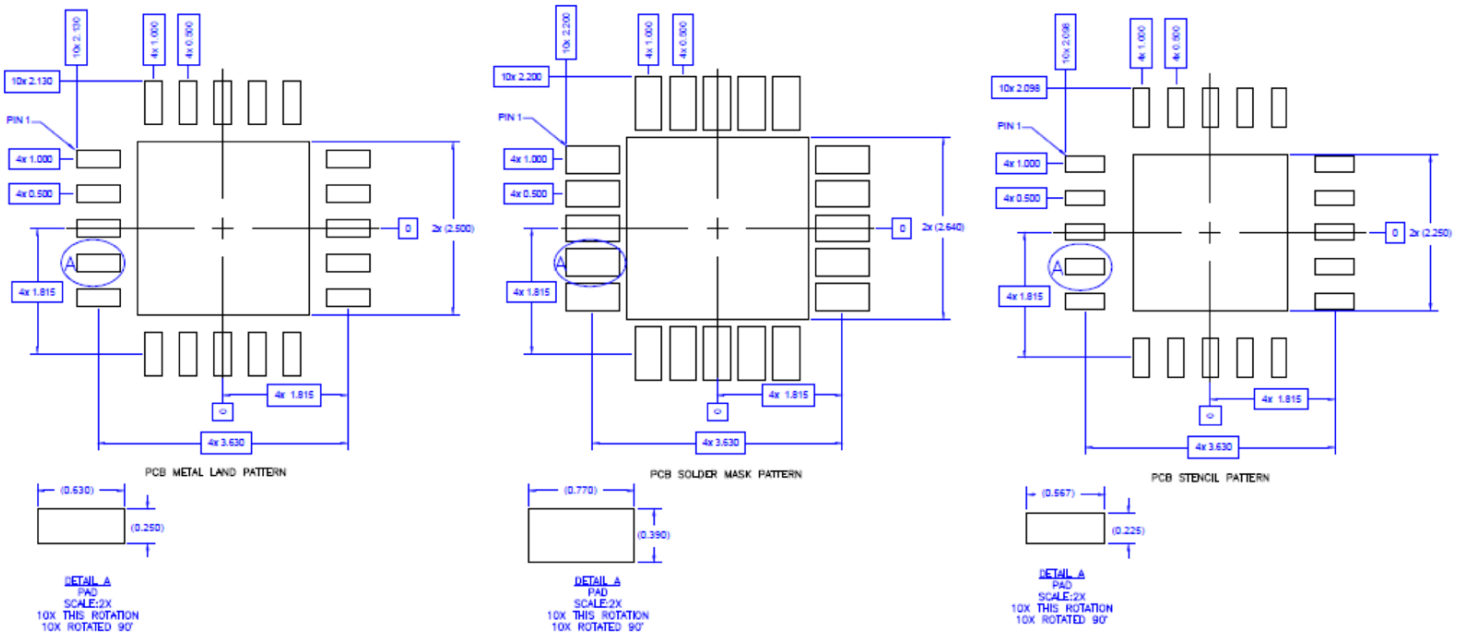 10x 2.130
4x 1.000
4x 0.500
10x 2.130
PIN 1
4x 1.000
4x 0.500
0
2x (2.500)
A
4x 1.815
4x 1.815
0
4x 3.630
PCB METAL LAND PATTERN
(0.630)
(0.250)
DETAIL A
PAD
SCALE:2X
10X THIS ROTATION
10X ROTATED 90°
10x 2.200
4x 1.000
4x 0.500
10x 2.200
PIN 1
4x 1.000
4x 0.500
0
2x (2.640)
A
4x 1.815
4x 1.815
0
4x 3.630
PCB SOLDER MASK PATTERN
(0.770)
(0.390)
DETAIL A
PAD
SCALE:2X
10X THIS ROTATION
10X ROTATED 90°
10x 2.098
4x 1.000
4x 0.500
10x 2.098
PIN 1
4x 1.000
4x 0.500
0
2x (2.250)
A
4x 1.815
4x 1.815
0
4x 3.630
PCB STENCIL PATTERN
(0.567)
(0.225)
DETAIL A
PAD
SCALE:2X
10X THIS ROTATION
10X ROTATED 90°